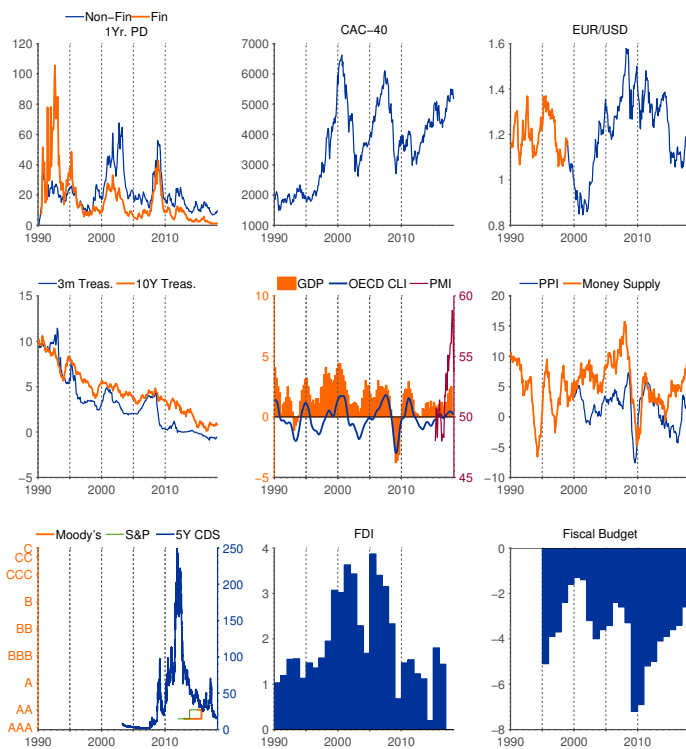 Non−Fin Fin
1Yr. PD
120
100
80
60
40
20
0
1990 2000 2010
CAC−40
7000
6000
5000
4000
3000
2000
1000
1990 2000 2010
EUR/USD
1.6
1.4
1.2
1
0.8
1990 2000 2010
3m Treas. 10Y Treas.
15
10
5
0
−5
1990 2000 2010
GDP OECD CLI PMI
10
5
0
−5
60
55
50
45
1990 2000 2010
PPI Money Supply
20
15
10
5
0
−5
−10
1990 2000 2010
Moody's S&P 5Y CDS
C
CC
CCC
B
BB
BBB
A
AA
AAA
250
200
150
100
50
0
1990 2000 2010
FDI
4
3
2
1
0
1990 2000 2010
Fiscal Budget
0
−2
−4
−6
−8
1990 2000 2010